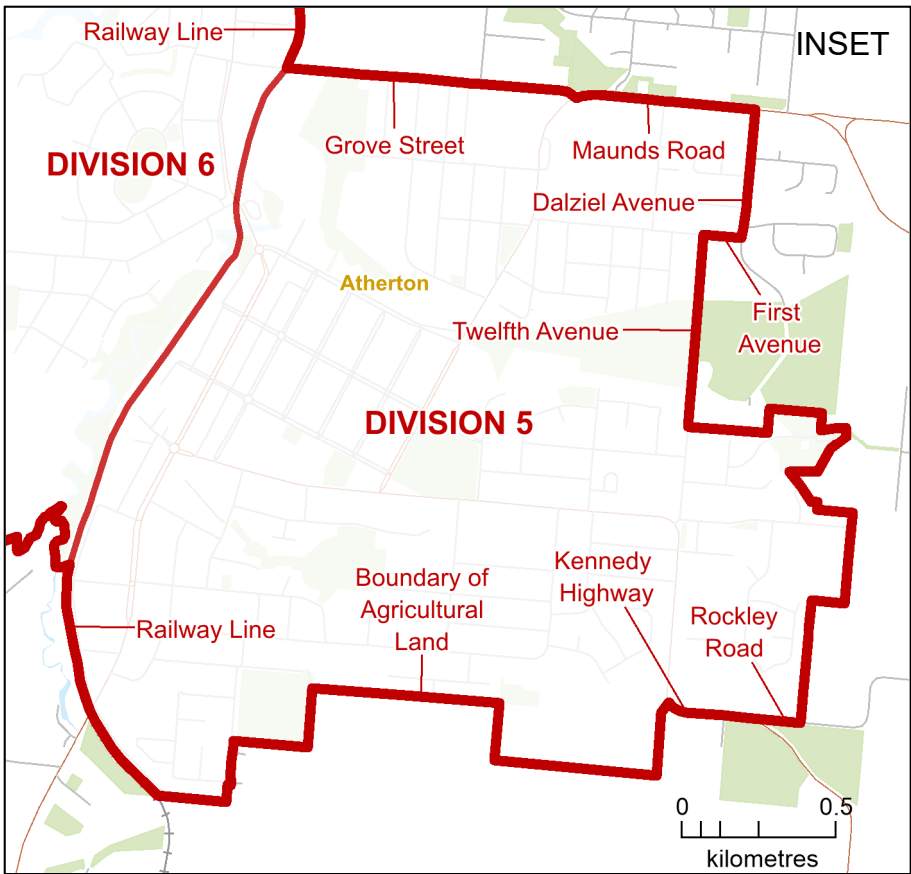 Railway Line
INSET
Grove Street
Maunds Road
DIVISION 6
Dalziel Avenue
Atherton
First
Avenue
Twelfth Avenue
DIVISION 5
Kennedy
Highway
Boundary of
Agricultural
Land
Rockley
Road
Railway Line
0 0.5
kilometres